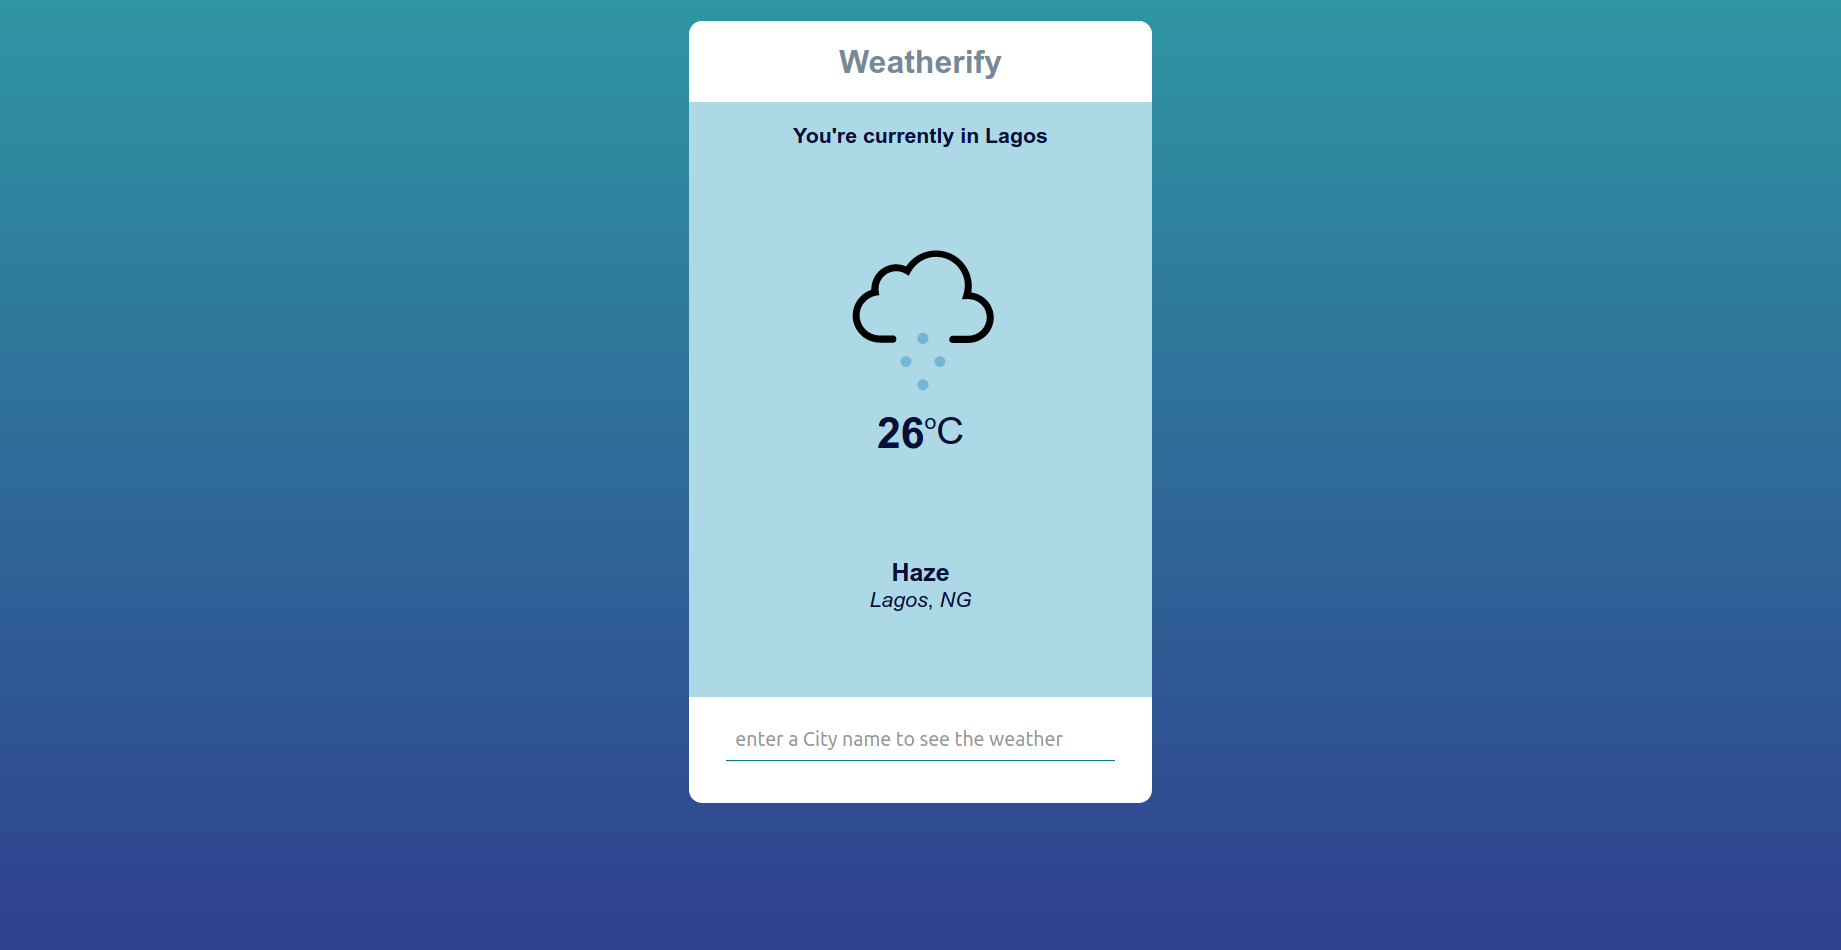 Weatherify
You're currently in Lagos
26°C
Haze
Lagos, NG
enter a City name to see the weather